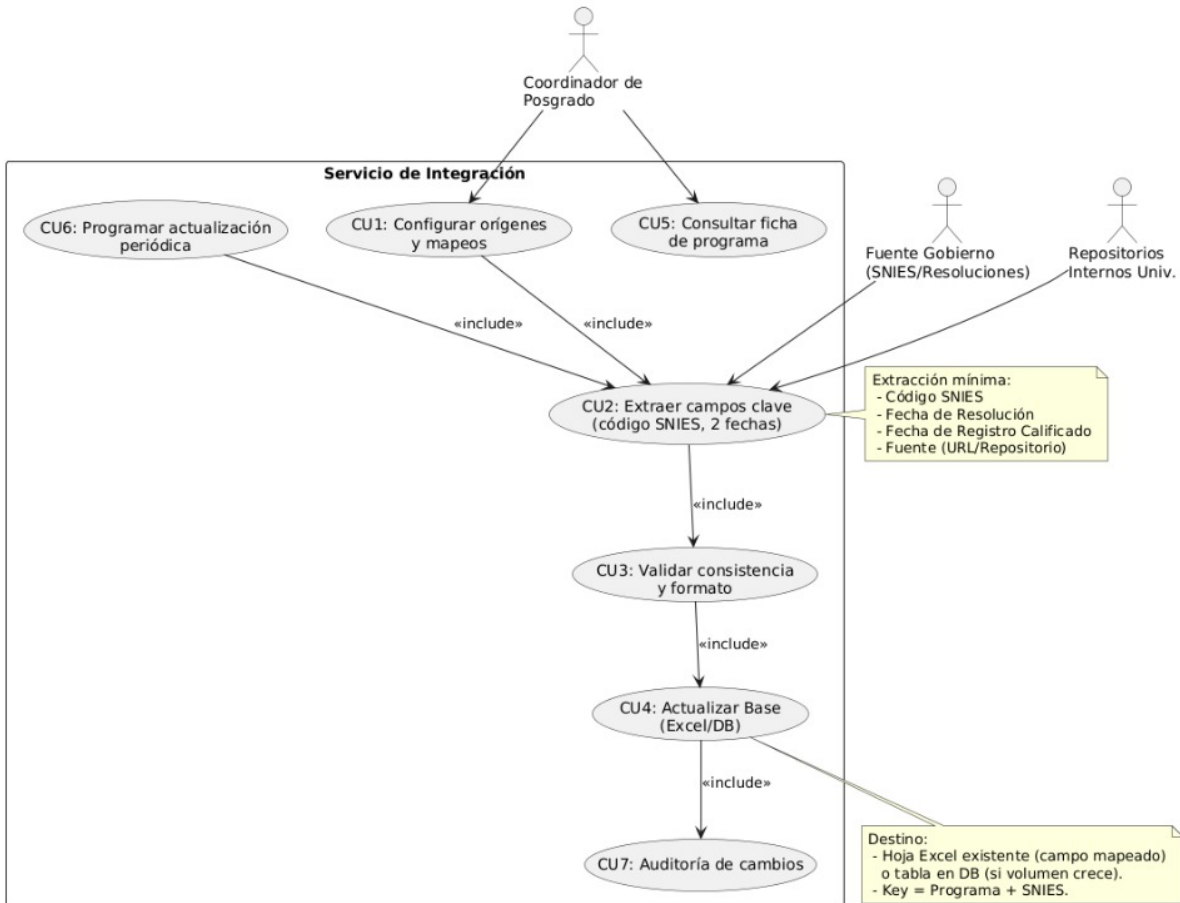 Coordinador de
Posgrado
Servicio de Integración
CU6: Programar actualización
periódica
CU1: Configurar orígenes
y mapeos
CU5: Consultar ficha
de programa
Fuente Gobierno
(SNIES/Resoluciones)
Repositorios
Internos Univ.
«include»
«include»
CU2: Extraer campos clave
(código SNIES, 2 fechas)
Extracción mínima:
- Código SNIES
- Fecha de Resolución
- Fecha de Registro Calificado
- Fuente (URL/Repositorio)
«include»
CU3: Validar consistencia
y formato
«include»
CU4: Actualizar Base
(Excel/DB)
«include»
CU7: Auditoría de cambios
Destino:
- Hoja Excel existente (campo mapeado)
o tabla en DB (si volumen crece).
- Key = Programa + SNIES.